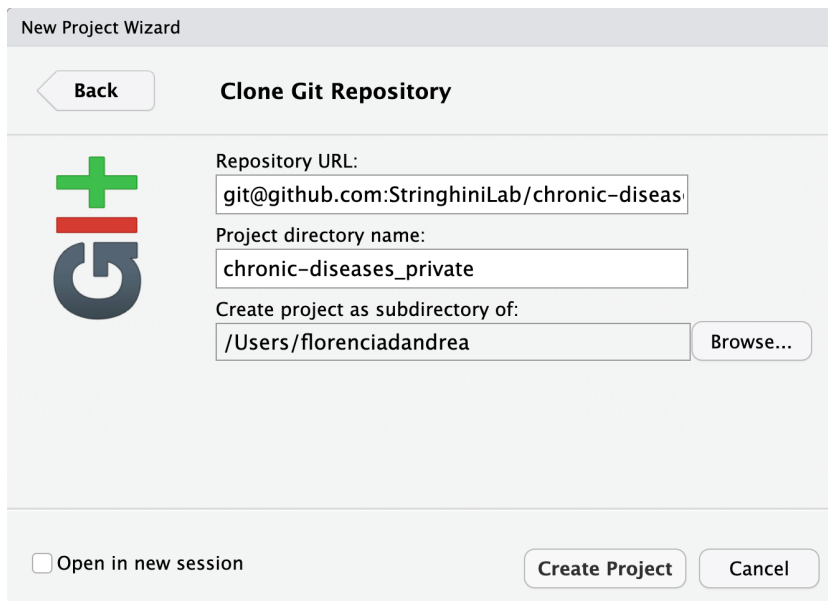 New Project Wizard
Back
Clone Git Repository
Repository URL:
git@github.com:StringhiniLab/chronic-diseas
Project directory name:
chronic-diseases_private
Create project as subdirectory of:
/Users/florenciadandrea
Browse...
GIt
Open in new session
Create Project
Cancel